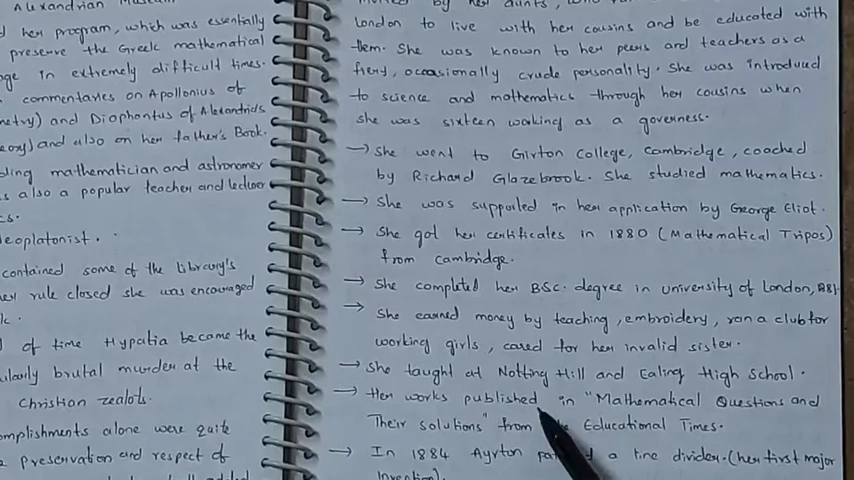 Alexandrian Museum
her program, which was essentially
preserve the Greek mathematical
in extremely difficult times.
commentaries on Apollonius of
and Diophantus of Alexandria
and also on her father's Book.
mathematician and astronomer
also a popular teacher and lecturer
.
contained some of the library's
rule closed she was encouraged
of time Hypatia became the
brutal murder at the
Christian zealots.
alone were quite
preservation and respect of
by her aunts, who
London to live with her cousins and be educated with
them. She was known to her peers and teachers as a
fiery, occasionally crude personality. She was introduced
to science and mathematics through her cousins when
she was sixteen working as a governess.
→ She went to Girton College, Cambridge, coached
by Richard Glazebrook. She studied mathematics.
→ She was supported in her application by George Eliot.
→ She got her certificates in 1880 (Mathematical Tripos)
from Cambridge.
→ She completed her BSC. degree in University of London,
→ She earned money by teaching, embroidery, ran a club for
working girls, cared for her invalid sister.
→ She taught at Notting Hill and Ealing High School.
→ Her works published in "Mathematical Questions and
Their solutions" from Educational Times.
→ In 1884 Ayrton a line divider. (her first major
Invention).